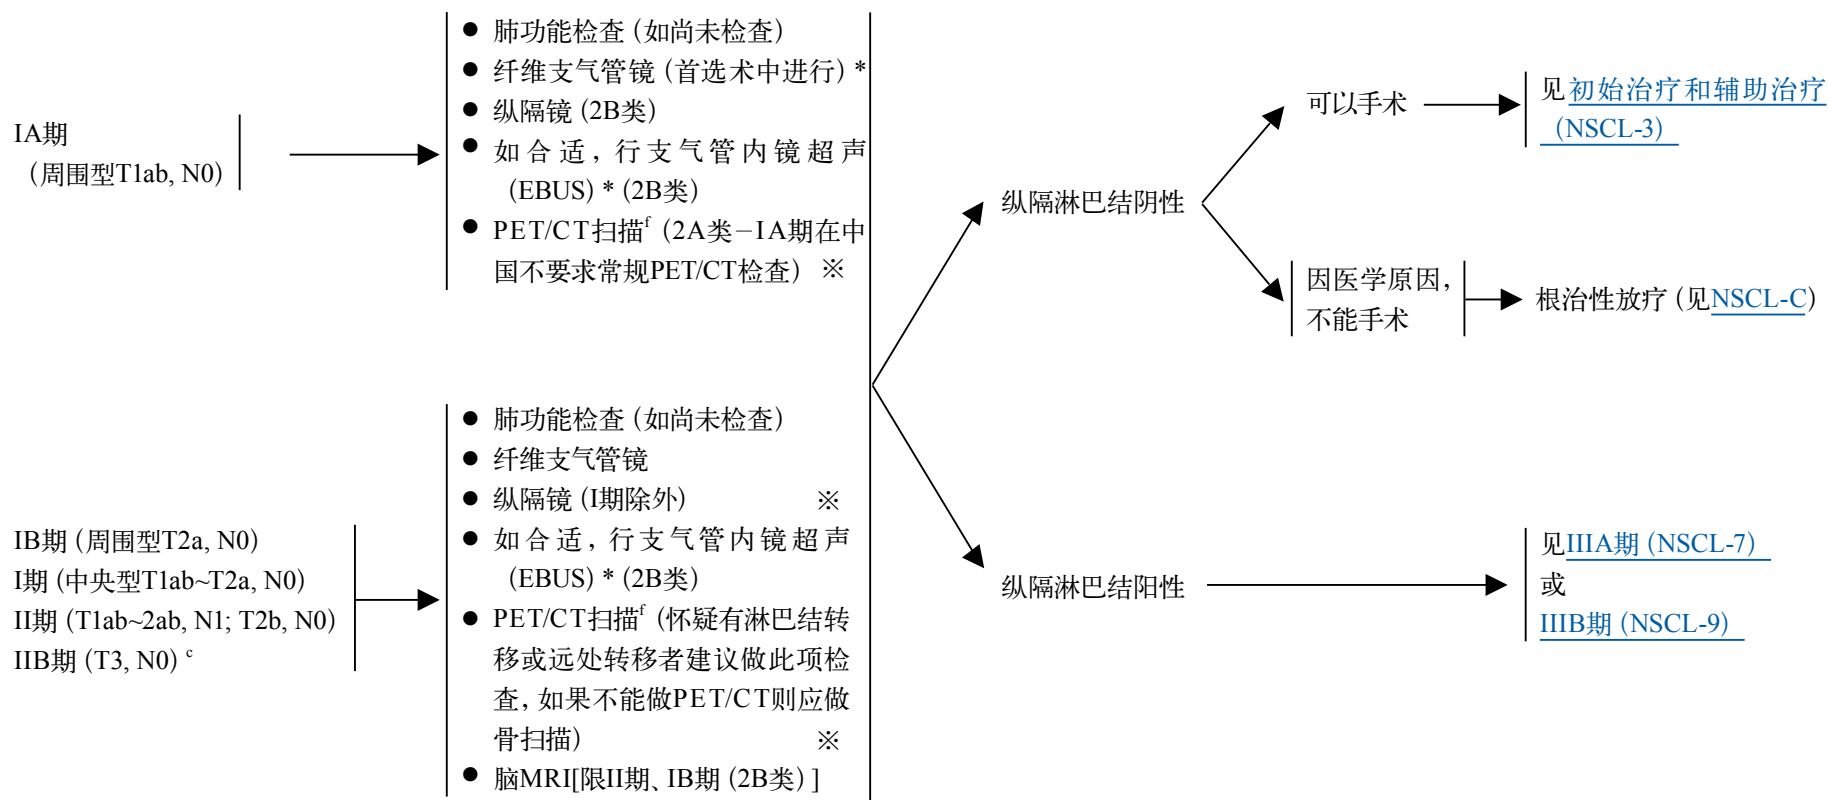 IA期
（周围型T1ab, N0）
● 肺功能检查（如尚未检查）
● 纤维支气管镜（首选术中进行）*
● 纵隔镜（2B类）
● 如合适，行支气管内镜超声
（EBUS）*（2B类）
● PET/CT扫描f（2A类－IA期在中
国不要求常规PET/CT检查） ※
IB期（周围型T2a, N0）
I期（中央型T1ab~T2a, N0）
II期（T1ab~2ab, N1; T2b, N0）
IIB期（T3, N0）c
● 肺功能检查（如尚未检查）
● 纤维支气管镜
● 纵隔镜（I期除外） ※
● 如合适，行支气管内镜超声
（EBUS）*（2B类）
● PET/CT扫描f（怀疑有淋巴结转
移或远处转移者建议做此项检
查，如果不能做PET/CT则应做
骨扫描） ※
● 脑MRI[限II期、IB期（2B类）]
纵隔淋巴结阴性
可以手术
见初始治疗和辅助治疗
（NSCL-3）
因医学原因，
不能手术
根治性放疗（见NSCL-C）
纵隔淋巴结阳性
见IIIA期（NSCL-7）
或
IIIB期（NSCL-9）